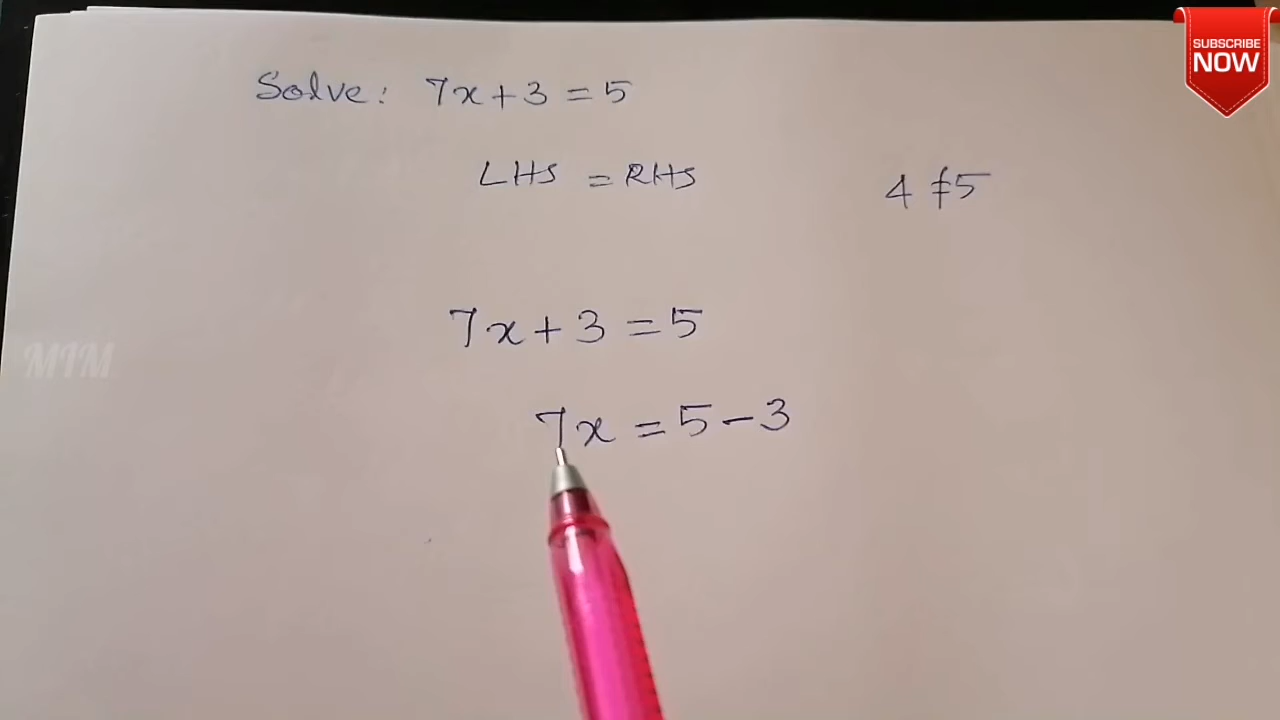 SUBSCRIBE
NOW
Solve: 7x+3=5
LHS = RHS 4≠5
7x+3=5
MIM
7x=5-3